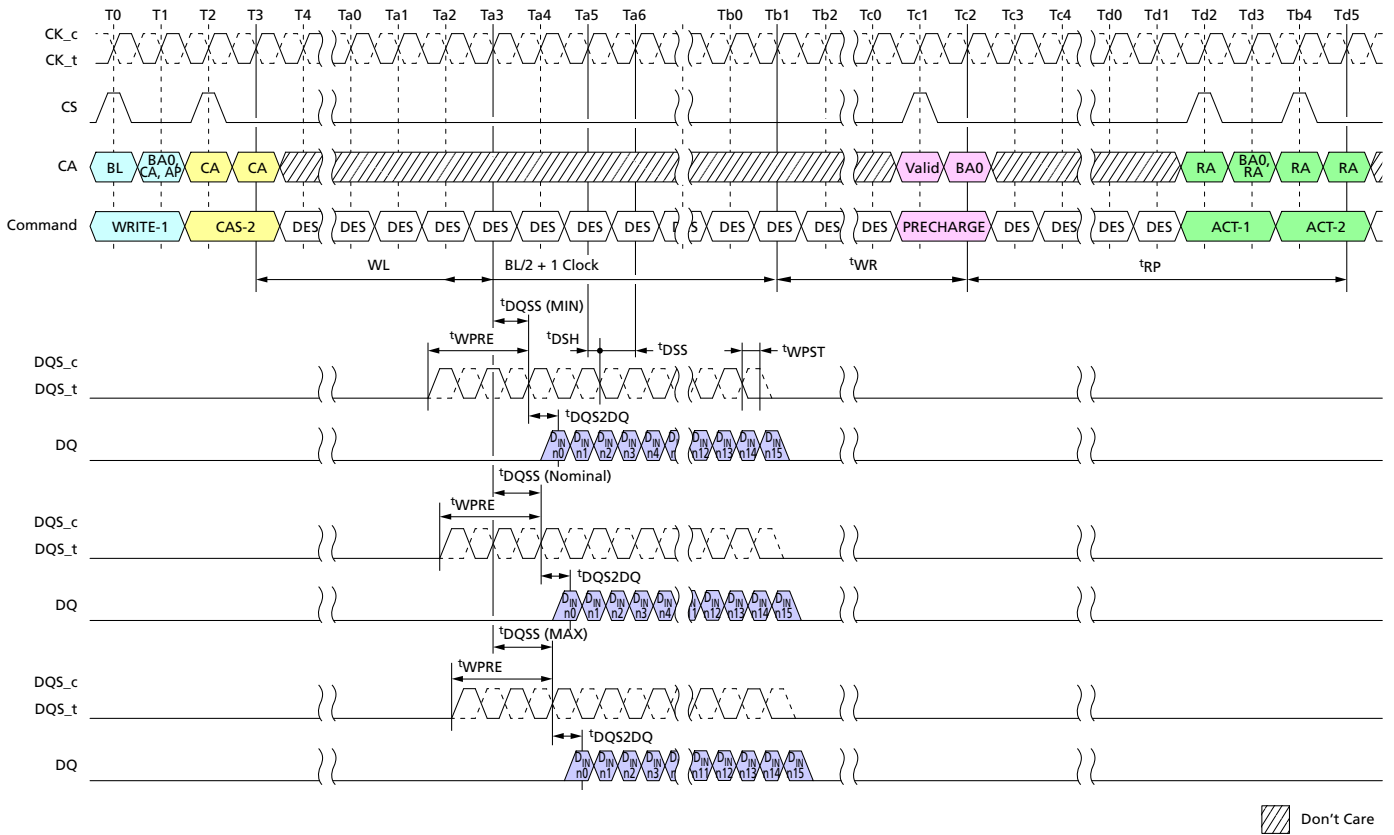 T0 T1 T2 T3 T4 Ta0 Ta1 Ta2 Ta3 Ta4 Ta5 Ta6 Tb0 Tb1 Tb2 Tc0 Tc1 Tc2 Tc3 Tc4 Td0 Td1 Td2 Td3 Tb4 Td5
CK_c
CK_t
CS
CA BL BA0, CA, AP CA CA Valid BA0 RA BA0, RA RA RA
Command WRITE-1 CAS-2 DES DES DES DES DES DES DES DES DES DES DES DES PRECHARGE DES DES DES DES ACT-1 ACT-2
WL BL/2 + 1 Clock tWR tRP
tDQSS (MIN)
tWPRE tDSH tDSS tWPST
DQS_c
DQS_t
tDQS2DQ
DQ DIN n0 DIN n1 DIN n2 DIN n3 DIN n4 DIN n12 DIN n13 DIN n14 DIN n15
tDQSS (Nominal)
tWPRE
DQS_c
DQS_t
tDQS2DQ
DQ DIN n0 DIN n1 DIN n2 DIN n3 DIN n4 DIN n12 DIN n13 DIN n14 DIN n15
tDQSS (MAX)
tWPRE
DQS_c
DQS_t
tDQS2DQ
DQ DIN n0 DIN n1 DIN n2 DIN n3 DIN n11 DIN n12 DIN n13 DIN n14 DIN n15
Don't Care